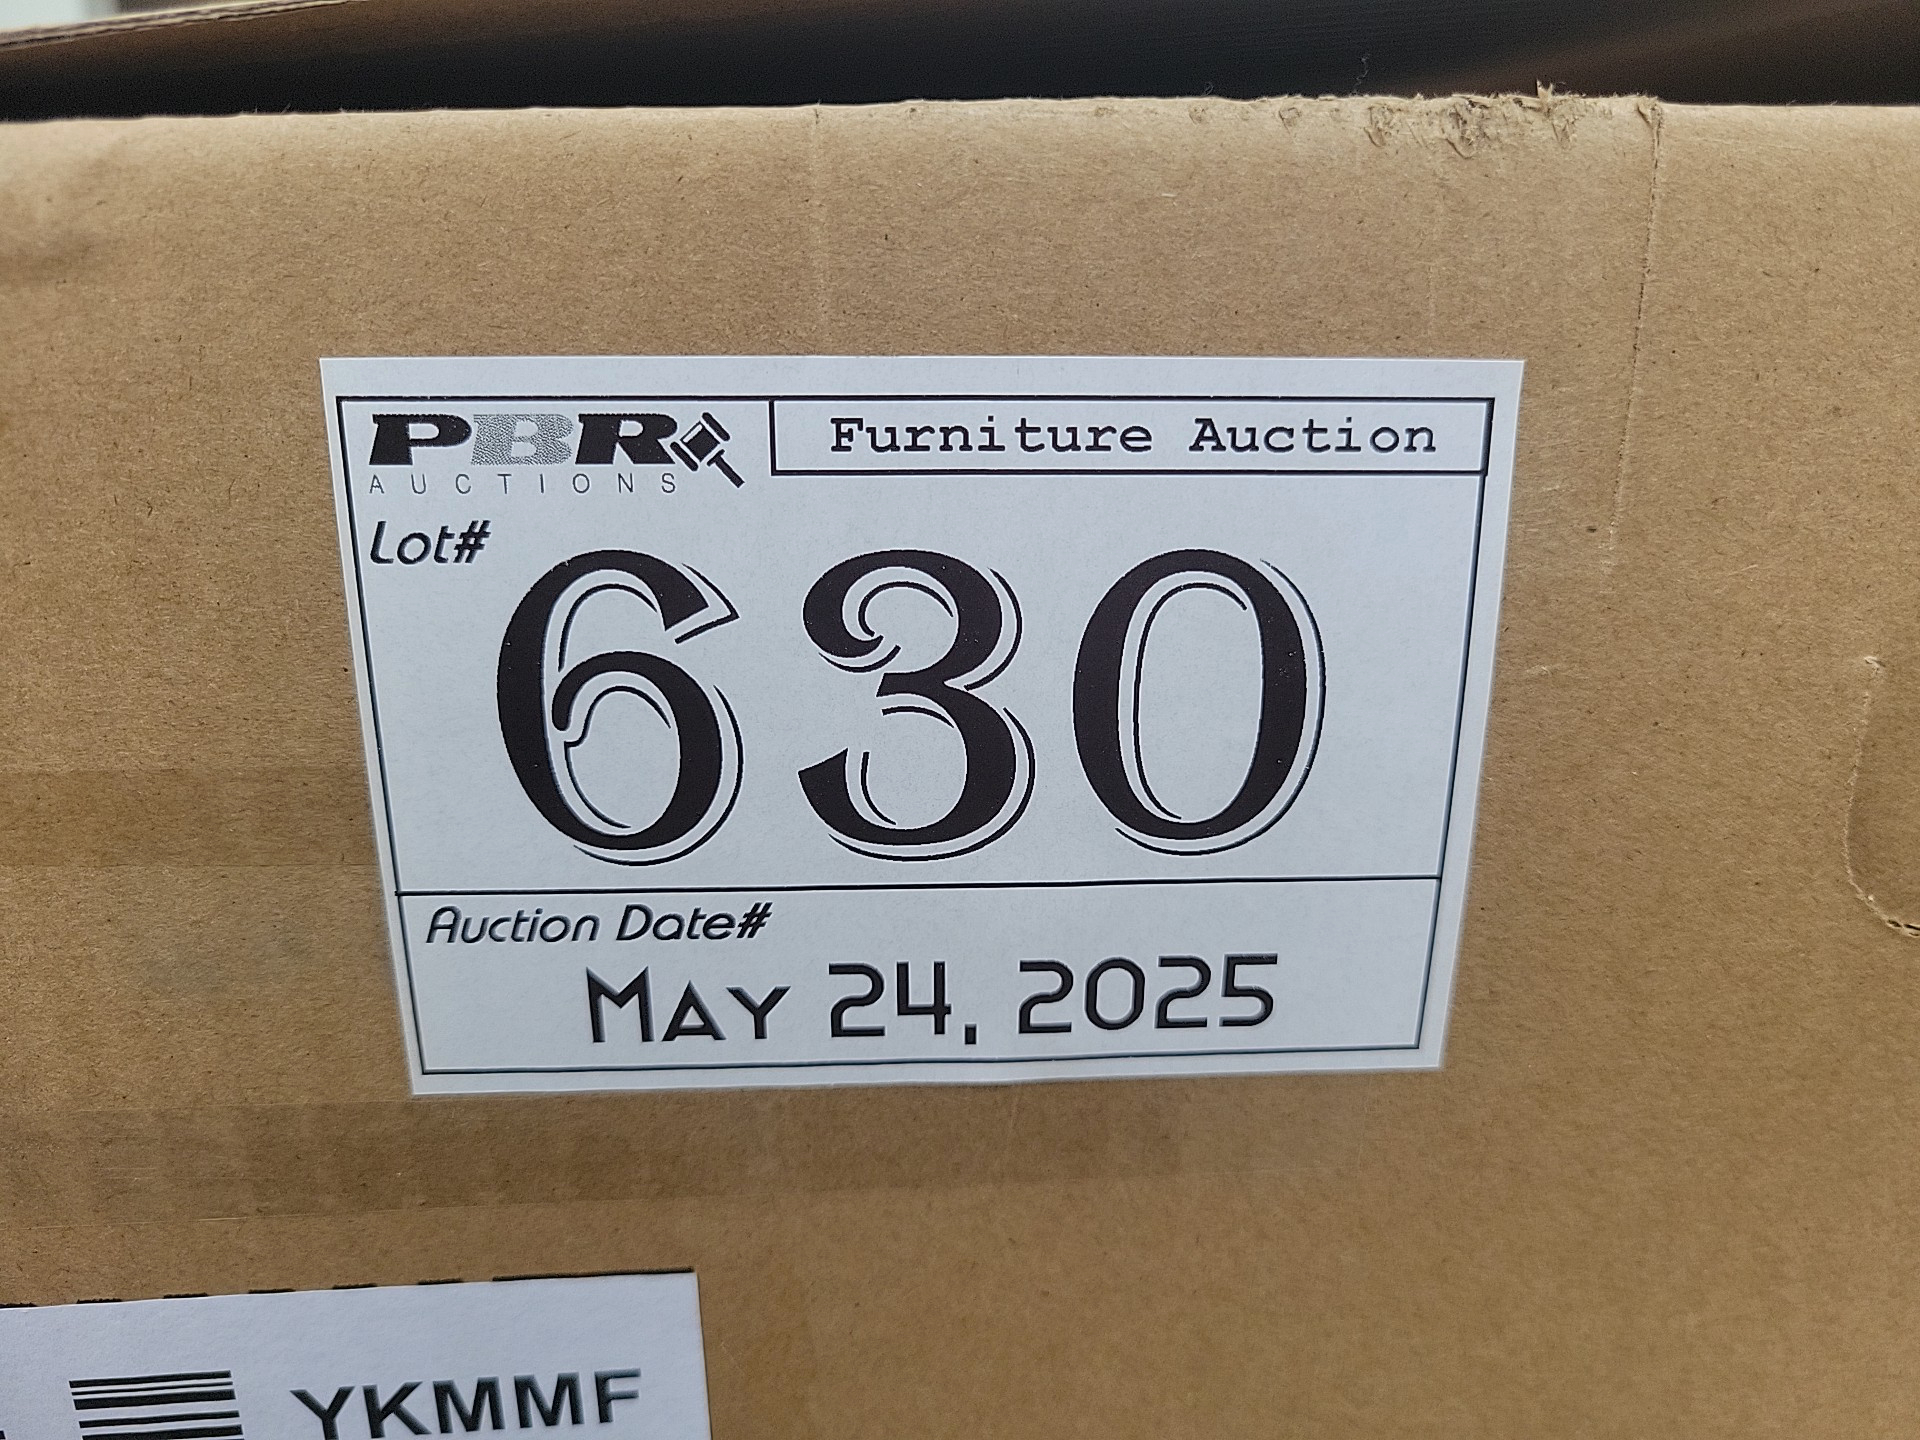 PBR
AUCTIONS
Furniture Auction
Lot#
630
Auction Date#
May 24, 2025
YKMMF